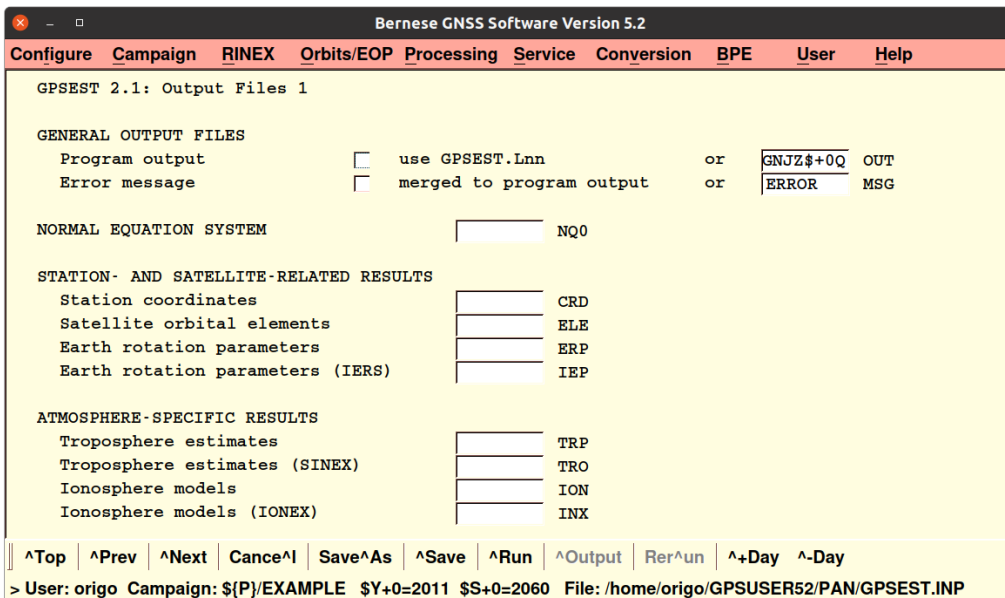 Bernese GNSS Software Version 5.2
Configure Campaign RINEX Orbits/EOP Processing Service Conversion BPE User Help
GPSEST 2.1: Output Files 1
GENERAL OUTPUT FILES
Program output use GPSEST.Lnn or GNJZ$+0Q OUT
Error message merged to program output or ERROR MSG
NORMAL EQUATION SYSTEM NQ0
STATION- AND SATELLITE-RELATED RESULTS
Station coordinates CRD
Satellite orbital elements ELE
Earth rotation parameters ERP
Earth rotation parameters (IERS) IEP
ATMOSPHERE-SPECIFIC RESULTS
Troposphere estimates TRP
Troposphere estimates (SINEX) TRO
Ionosphere models ION
Ionosphere models (IONEX) INX
^Top ^Prev ^Next Cance^l Save^As ^Save ^Run ^Output Rer^un ^+Day ^-Day
> User: origo Campaign: ${P}/EXAMPLE $Y+0=2011 $S+0=2060 File: /home/origo/GPSUSER52/PAN/GPSEST.INP